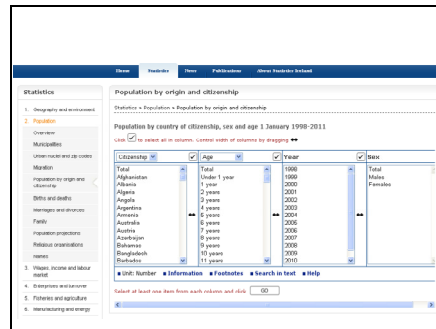 Home Statistics News Publications About Statistics Iceland
Statistics
1. Geography and environment
2. Population
Overview
Municipalities
Urban nuclei and zip codes
Migration
Population by origin and
citizenship
Births and deaths
Marriages and divorces
Family
Population projections
Religious organisations
Names
3. Wages, income and labour
market
4. Enterprises and turnover
5. Fisheries and agriculture
6. Manufacturing and energy
Population by origin and citizenship
Statistics » Population » Population by origin and citizenship
Population by country of citizenship, sex and age 1 January 1998-2011
Click to select all in column. Control width of columns by dragging
Citizenship
Total
Afghanistan
Albania
Algeria
Angola
Argentina
Armenia
Australia
Austria
Azerbaijan
Bahamas
Bangladesh
Barbados
Age
Total
Under 1 year
1 year
2 years
3 years
4 years
5 years
6 years
7 years
8 years
9 years
10 years
11 years
Year
1998
1999
2000
2001
2002
2003
2004
2005
2006
2007
2008
2009
2010
Sex
Total
Males
Females
Unit: Number Information Footnotes Search in text Help
Select at least one item from each column and click GO